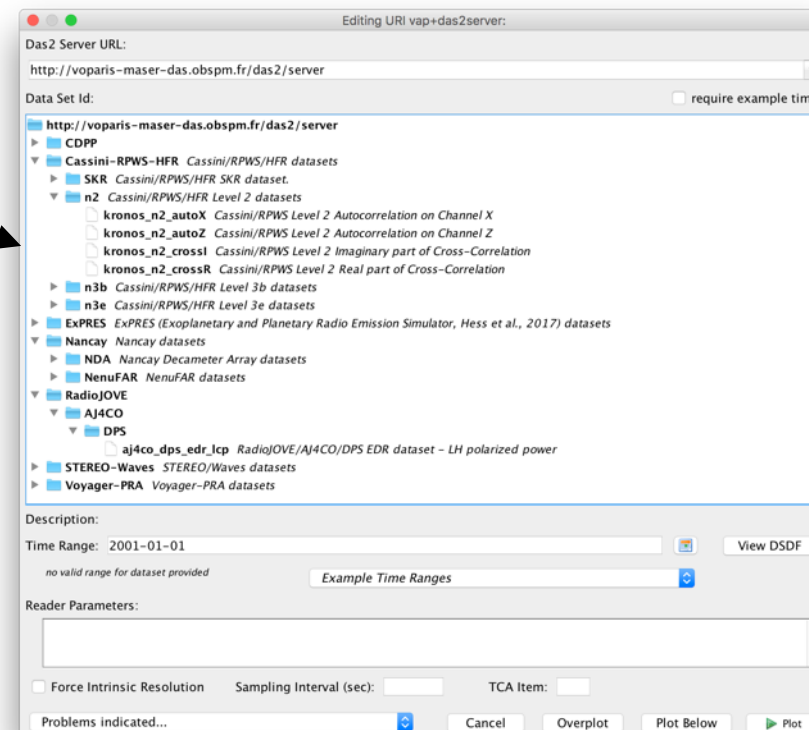 Editing URI vap+das2server:
Das2 Server URL:
http://voparis-maser-das.obspm.fr/das2/server
Data Set Id:
require example tim
http://voparis-maser-das.obspm.fr/das2/server
CDPP
Cassini-RPWS-HFR Cassini/RPWS/HFR datasets
SKR Cassini/RPWS/HFR SKR dataset.
n2 Cassini/RPWS/HFR Level 2 datasets
kronos_n2_autoX Cassini/RPWS Level 2 Autocorrelation on Channel X
kronos_n2_autoZ Cassini/RPWS Level 2 Autocorrelation on Channel Z
kronos_n2_crossI Cassini/RPWS Level 2 Imaginary part of Cross-Correlation
kronos_n2_crossR Cassini/RPWS Level 2 Real part of Cross-Correlation
n3b Cassini/RPWS/HFR Level 3b datasets
n3e Cassini/RPWS/HFR Level 3e datasets
ExPRES ExPRES (Exoplanetary and Planetary Radio Emission Simulator, Hess et al., 2017) datasets
Nancay Nancay datasets
NDA Nancay Decameter Array datasets
NenuFAR NenuFAR datasets
RadioJOVE
AJ4CO
DPS
aj4co_dps_edr_lcp RadioJOVE/AJ4CO/DPS EDR dataset - LH polarized power
STEREO-Waves STEREO/Waves datasets
Voyager-PRA Voyager-PRA datasets
Description:
Time Range: 2001-01-01
View DSDF
no valid range for dataset provided
Example Time Ranges
Reader Parameters:
Force Intrinsic Resolution Sampling Interval (sec): TCA Item:
Problems indicated... Cancel Overplot Plot Below Plot